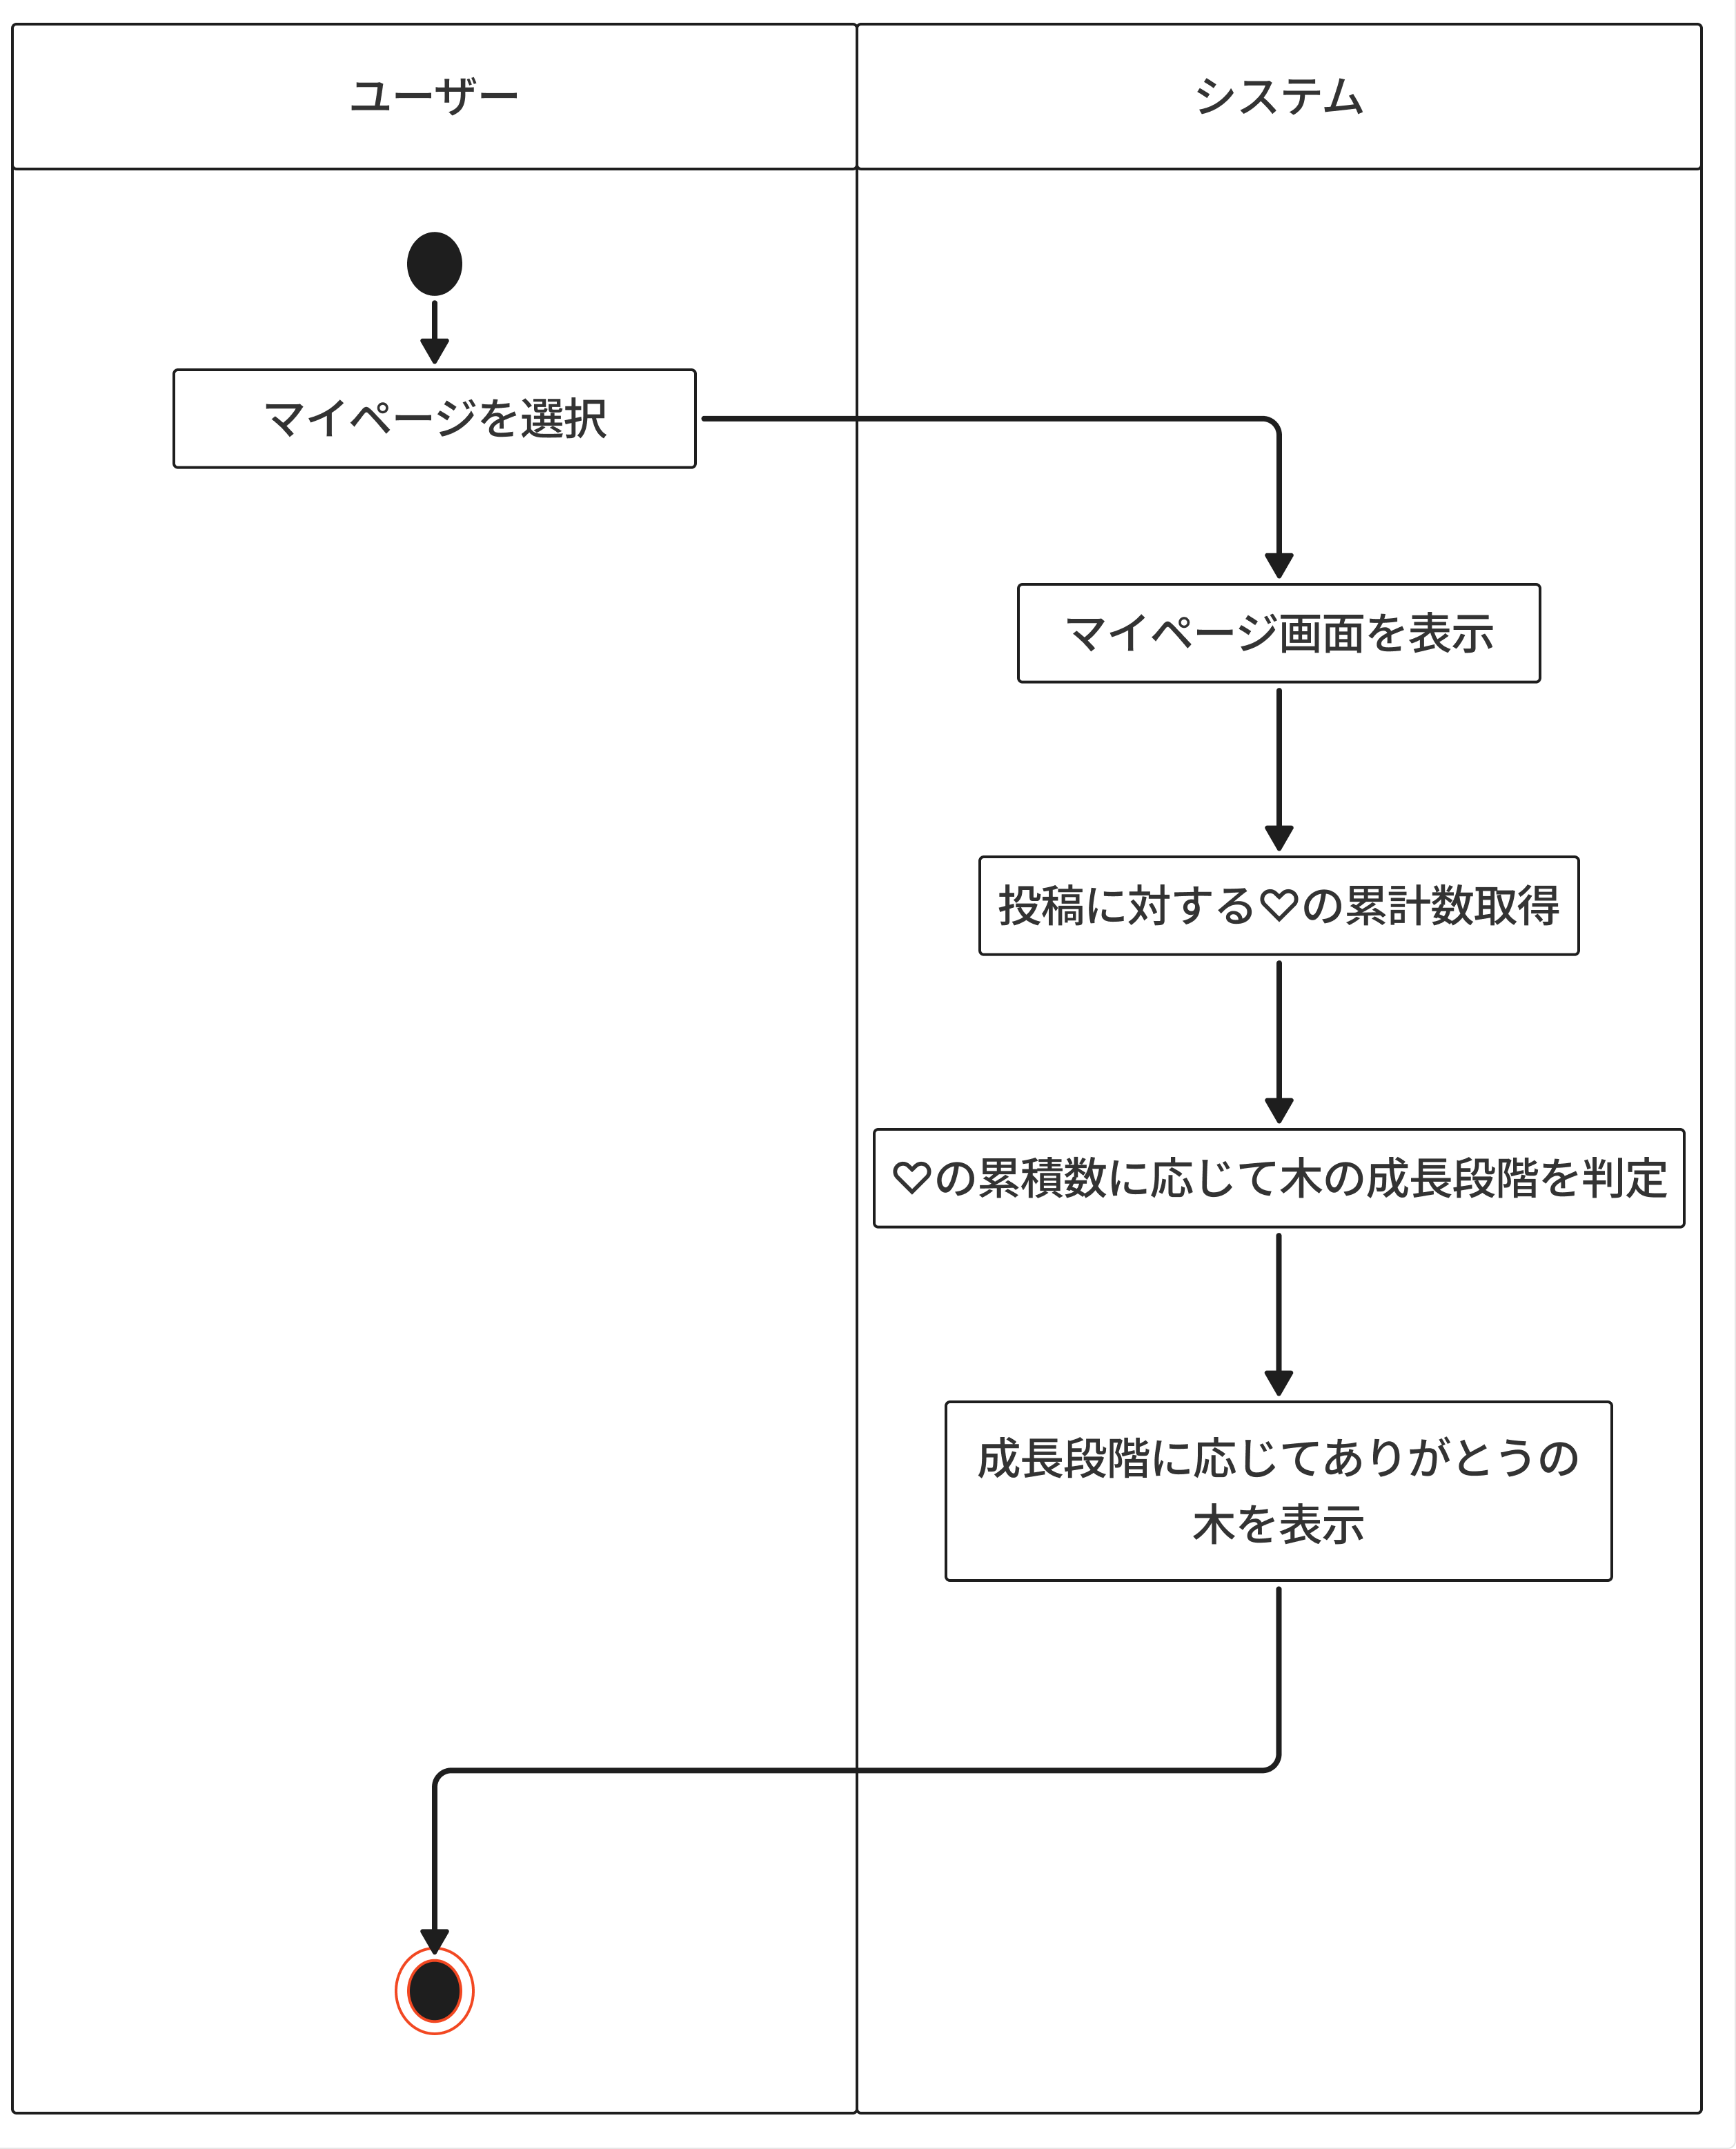 ユーザー
システム
マイページを選択
マイページ画面を表示
投稿に対する♡の累計数取得
♡の累積数に応じて木の成長段階を判定
成長段階に応じてありがとうの
木を表示